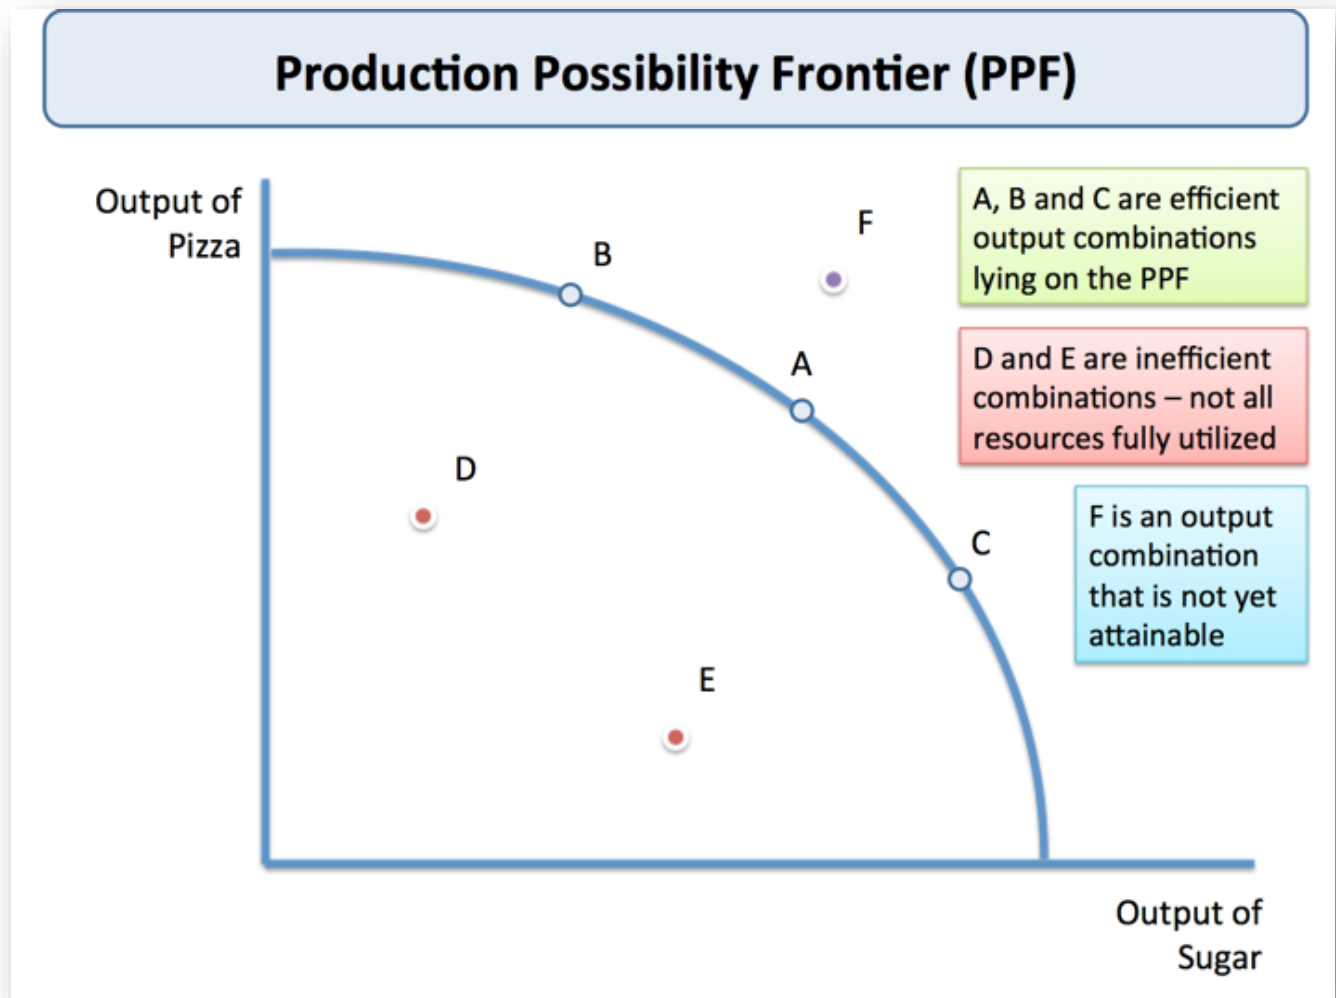 Production Possibility Frontier (PPF)
Output of
Pizza
B
F
A
D
C
E
A, B and C are efficient
output combinations
lying on the PPF
D and E are inefficient
combinations – not all
resources fully utilized
F is an output
combination
that is not yet
attainable
Output of
Sugar